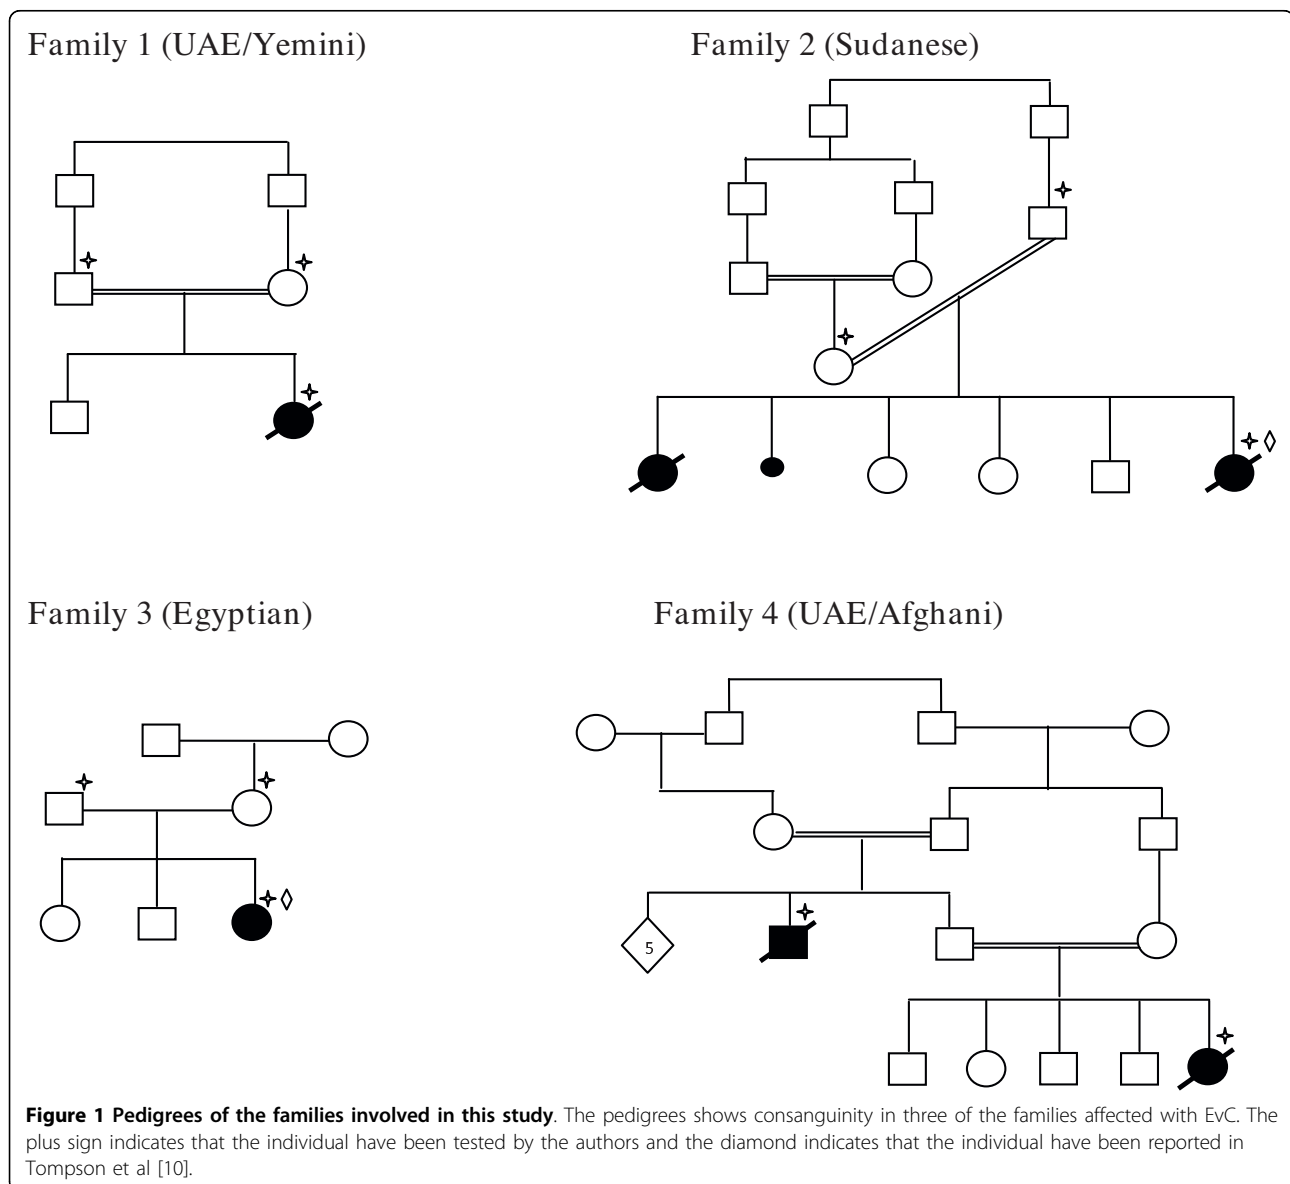 Family 1 (UAE/Yemini)
Family 2 (Sudanese)
Family 3 (Egyptian)
Family 4 (UAE/Afghani)
5
Figure 1 Pedigrees of the families involved in this study. The pedigrees shows consanguinity in three of the families affected with EvC. The
plus sign indicates that the individual have been tested by the authors and the diamond indicates that the individual have been reported in
Tompson et al [10].